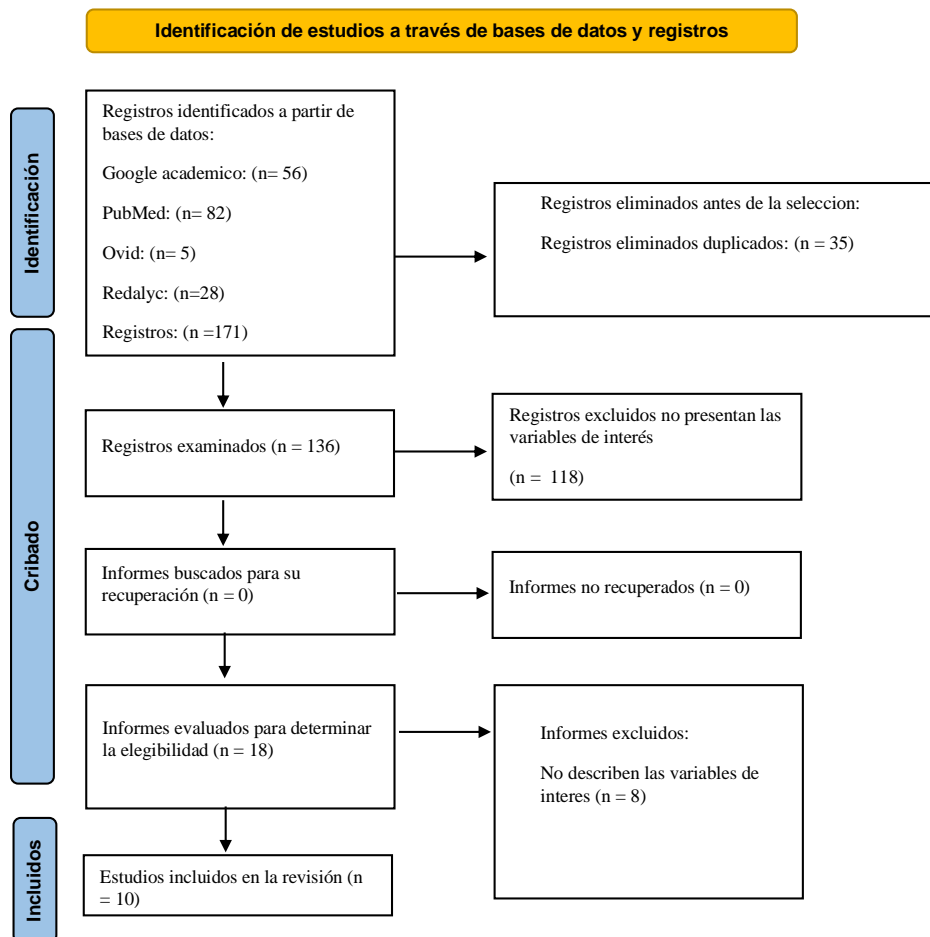 Identificación de estudios a través de bases de datos y registros
Identificación
Registros identificados a partir de
bases de datos:
Google academico: (n= 56)
PubMed: (n= 82)
Ovid: (n= 5)
Redalyc: (n=28)
Registros: (n =171)
Registros eliminados antes de la seleccion:
Registros eliminados duplicados: (n = 35)
Cribado
Registros examinados (n = 136)
Registros excluidos no presentan las
variables de interés
(n =  118)
Informes buscados para su
recuperación (n = 0)
Informes no recuperados (n = 0)
Informes evaluados para determinar
la elegibilidad (n = 18)
Informes excluidos:
No describen las variables de
interes (n = 8)
Incluidos
Estudios incluidos en la revisión (n
= 10)